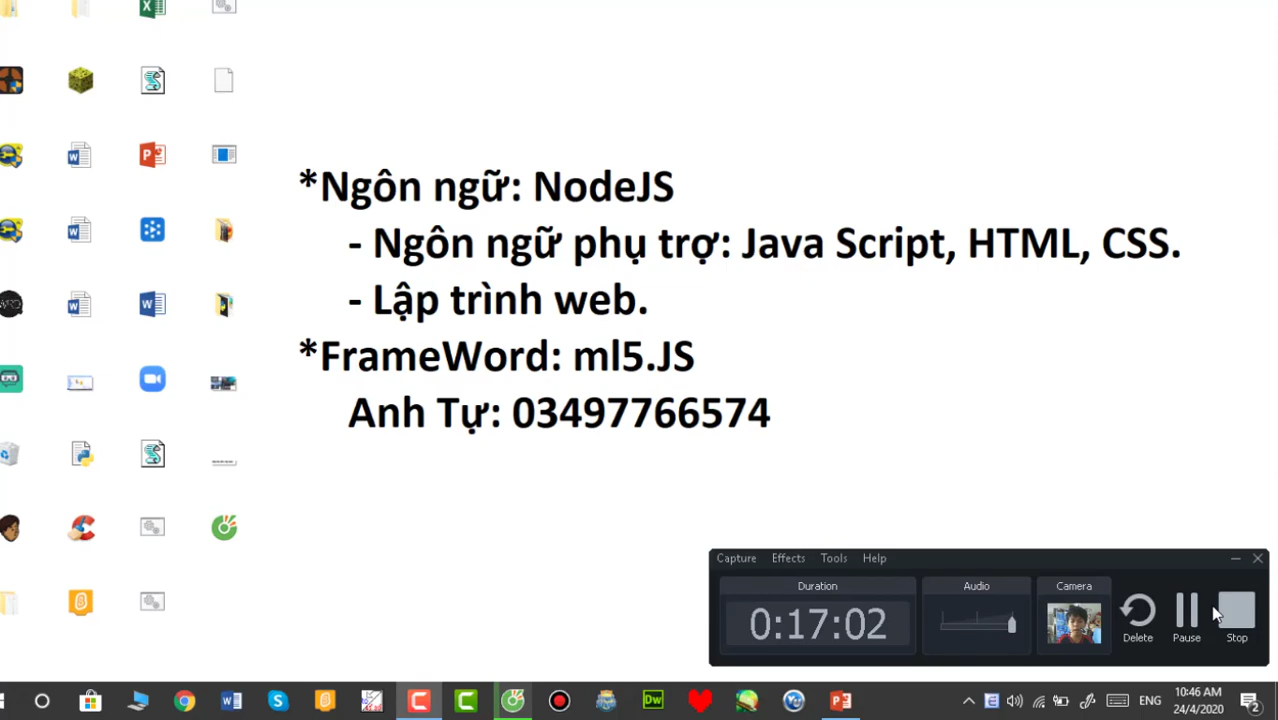 *Ngôn ngữ: NodeJS
- Ngôn ngữ phụ trợ: Java Script, HTML, CSS.
- Lập trình web.
*FrameWord: ml5.JS
Anh Tự: 03497766574
Capture Effects Tools Help
Duration Audio Camera
0:17:02
Delete Pause Stop
ENG
10:46 AM
24/4/2020
2